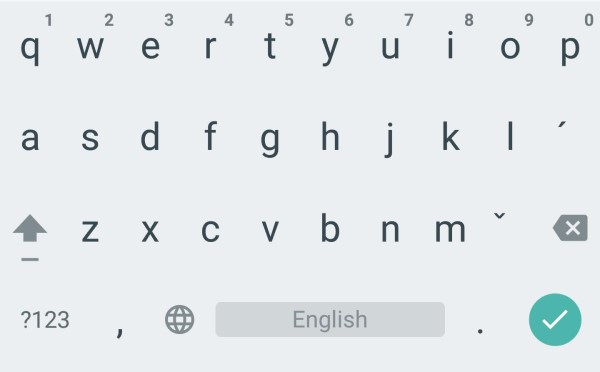 1 2 3 4 5 6 7 8 9 0
q w e r t y u i o p
a s d f g h j k l ´
z x c v b n m ˇ
?123 , English .